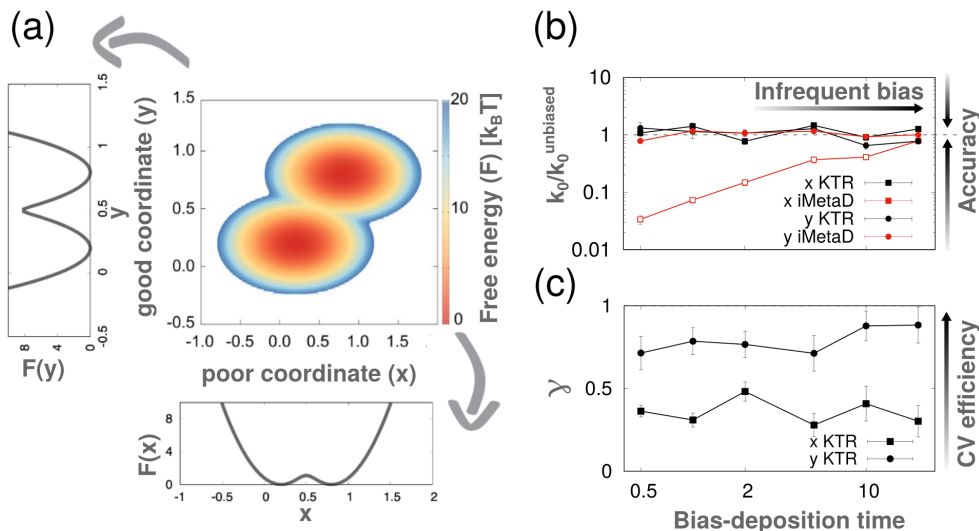 (a)
1.5
1
0.5
0
-0.5
y
8
4
0
F(y)
good coordinate (y)
1.5
1.0
0.5
0.0
-0.5
-1.0 0.0 0.5 1.0 1.5
poor coordinate (x)
20
10
0
Free energy (F) [k_BT]
F(x)
8
4
0
-1 -0.5 0 0.5 1 1.5 2
x
(b)
10
1
0.1
0.01
k₀/k₀^unbiased
Infrequent bias
x KTR
x iMetaD
y KTR
y iMetaD
Accuracy
(c)
1
0.5
0
γ
x KTR
y KTR
0.5 2 10
Bias-deposition time
CV efficiency